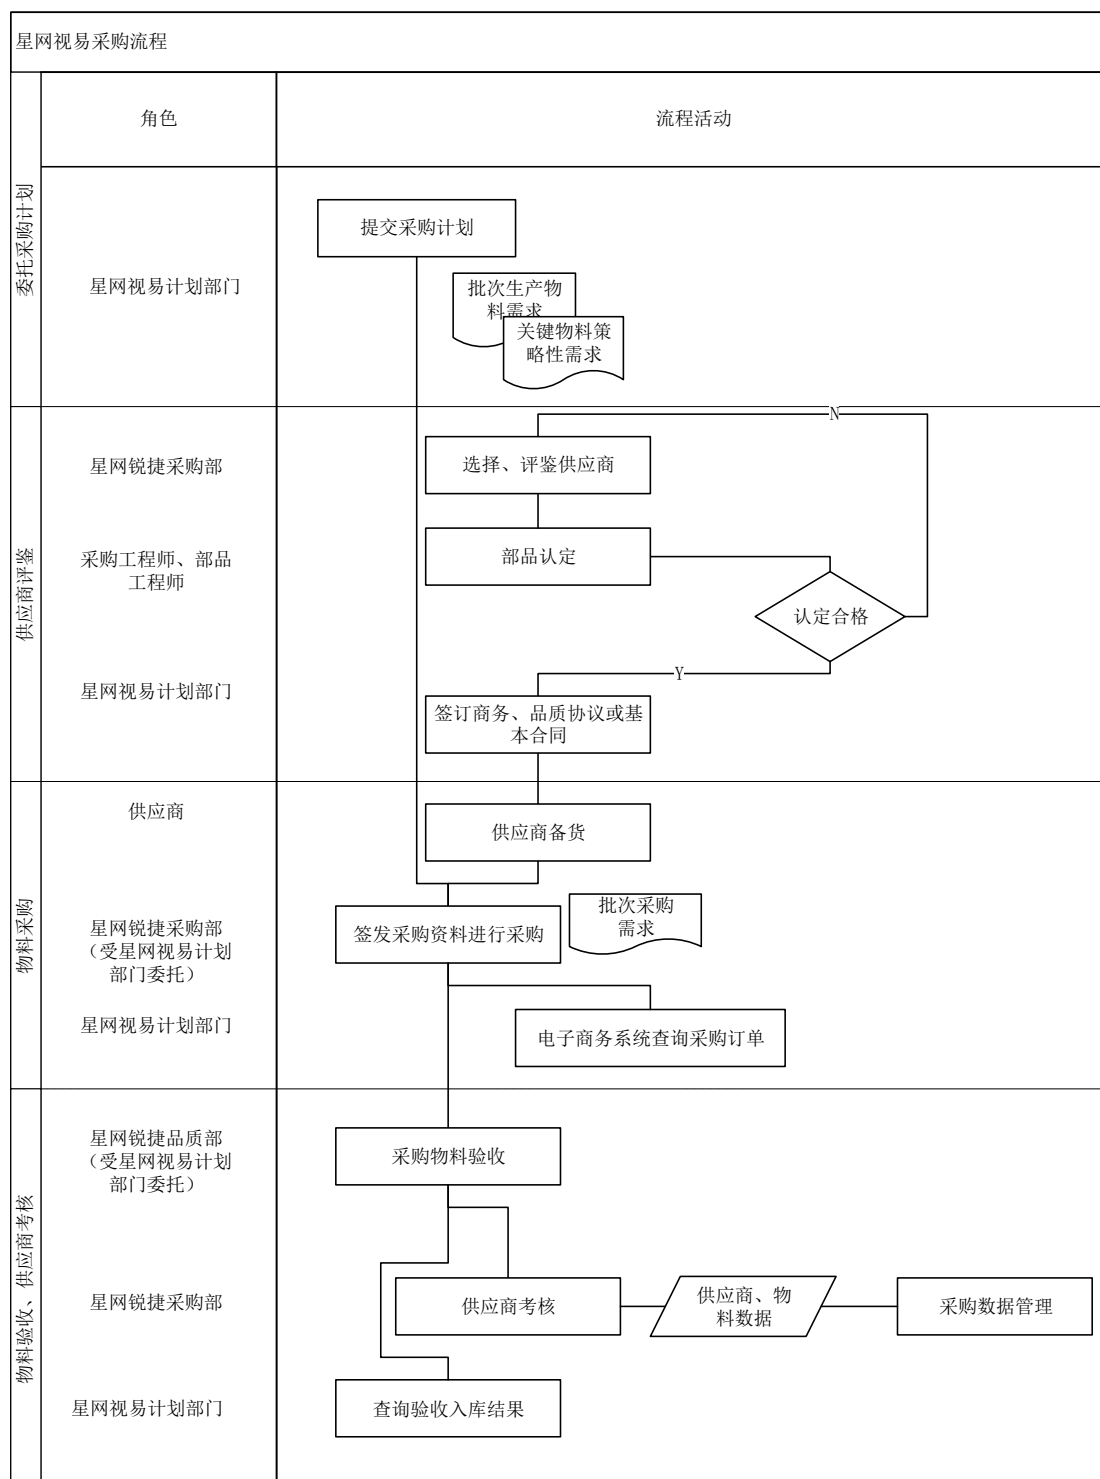 星网视易采购流程
角色
流程活动
委托采购计划
星网视易计划部门
提交采购计划
批次生产物
料需求
关键物料策
略性需求
供应商评鉴
N
星网锐捷采购部
选择、评鉴供应商
采购工程师、部品
工程师
部品认定
认定合格
Y
星网视易计划部门
签订商务、品质协议或基
本合同
物料采购
供应商
供应商备货
星网锐捷采购部
（受星网视易计划
部门委托）
签发采购资料进行采购
批次采购
需求
星网视易计划部门
电子商务系统查询采购订单
物料验收、供应商考核
星网锐捷品质部
（受星网视易计划
部门委托）
采购物料验收
星网锐捷采购部
供应商考核
供应商、物
料数据
采购数据管理
星网视易计划部门
查询验收入库结果